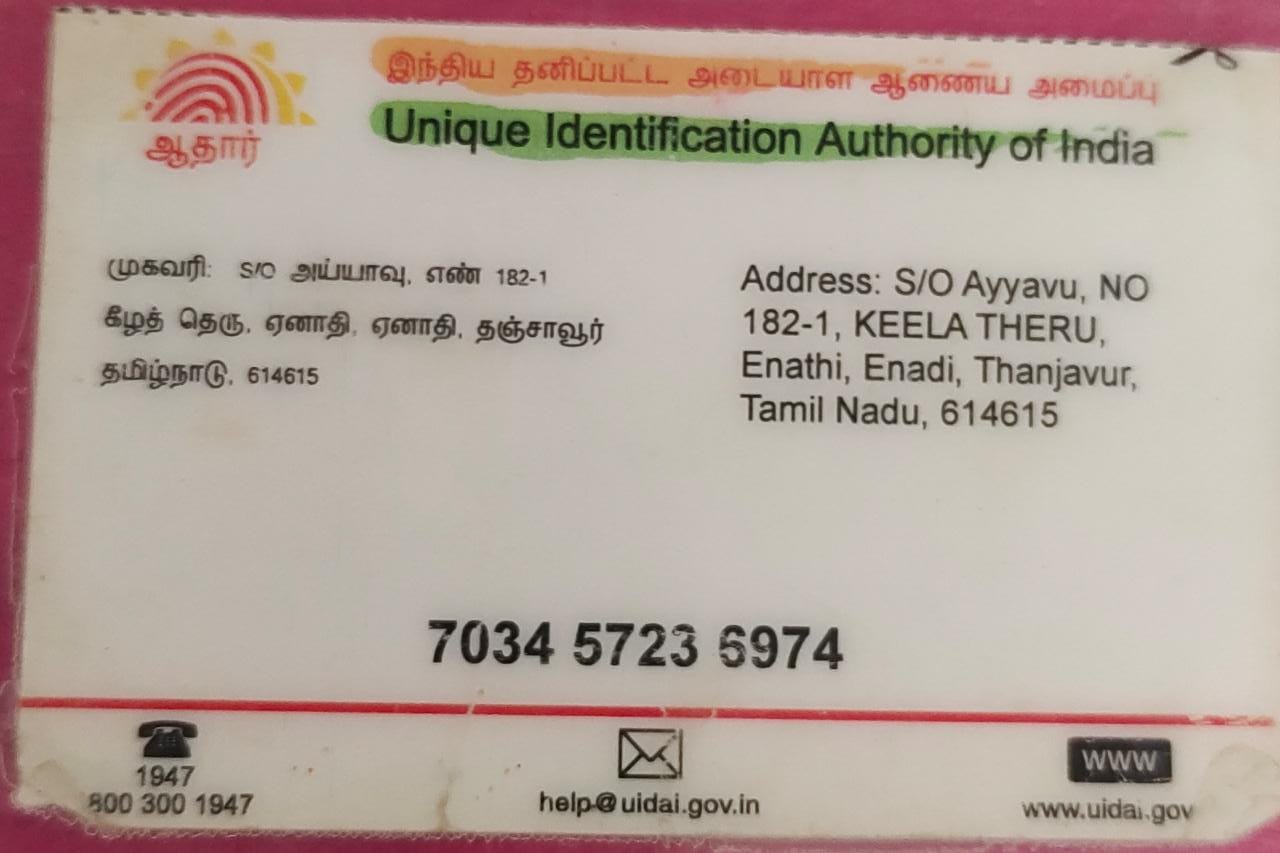 ஆதார்
இந்திய தனிப்பட்ட அடையாள ஆணைய அமைப்பு
Unique Identification Authority of India
முகவரி: S/O அய்யாவு, எண் 182-1
கீழத் தெரு, ஏனாதி, ஏனாதி, தஞ்சாவூர்
தமிழ்நாடு, 614615
Address: S/O Ayyavu, NO
182-1, KEELA THERU,
Enathi, Enadi, Thanjavur,
Tamil Nadu, 614615
7034 5723 6974
1947
800 300 1947
help@uidai.gov.in
WWW
www.uidai.gov